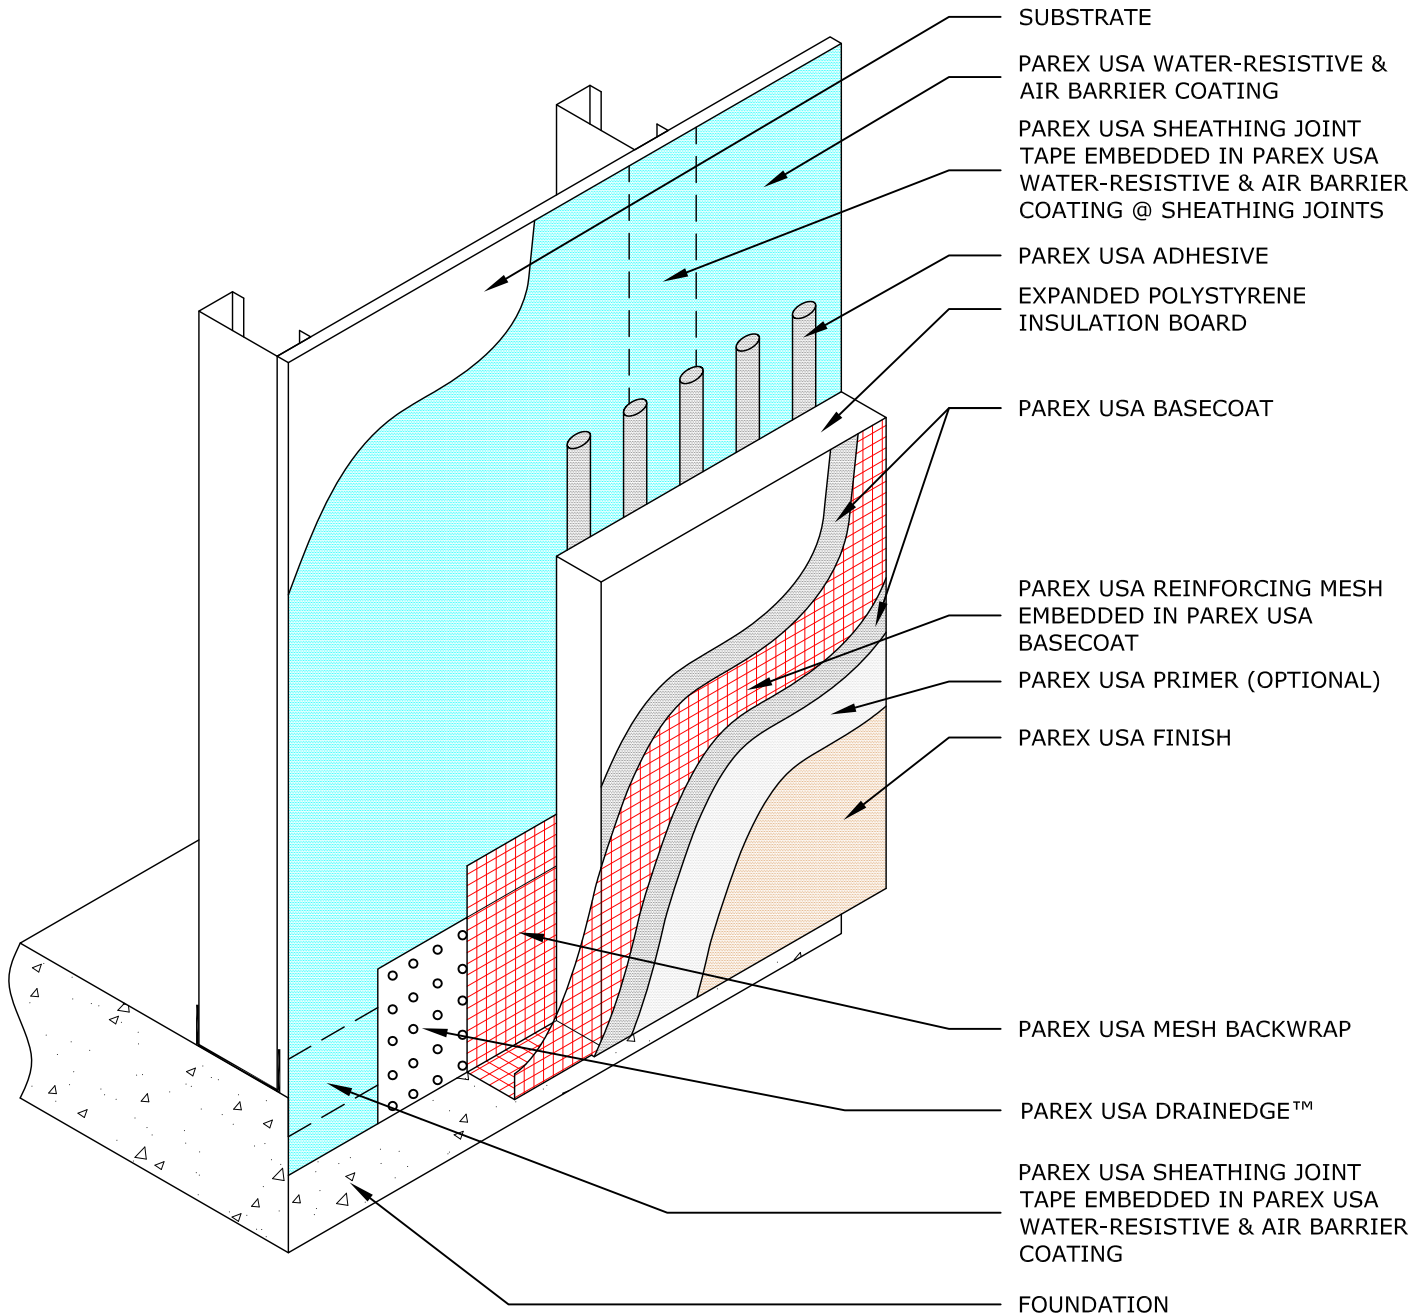 SUBSTRATE
PAREX USA WATER-RESISTIVE &
AIR BARRIER COATING
PAREX USA SHEATHING JOINT
TAPE EMBEDDED IN PAREX USA
WATER-RESISTIVE & AIR BARRIER
COATING @ SHEATHING JOINTS
PAREX USA ADHESIVE
EXPANDED POLYSTYRENE
INSULATION BOARD
PAREX USA BASECOAT
PAREX USA REINFORCING MESH
EMBEDDED IN PAREX USA
BASECOAT
PAREX USA PRIMER (OPTIONAL)
PAREX USA FINISH
PAREX USA MESH BACKWRAP
PAREX USA DRAINEDGE™
PAREX USA SHEATHING JOINT
TAPE EMBEDDED IN PAREX USA
WATER-RESISTIVE & AIR BARRIER
COATING
FOUNDATION